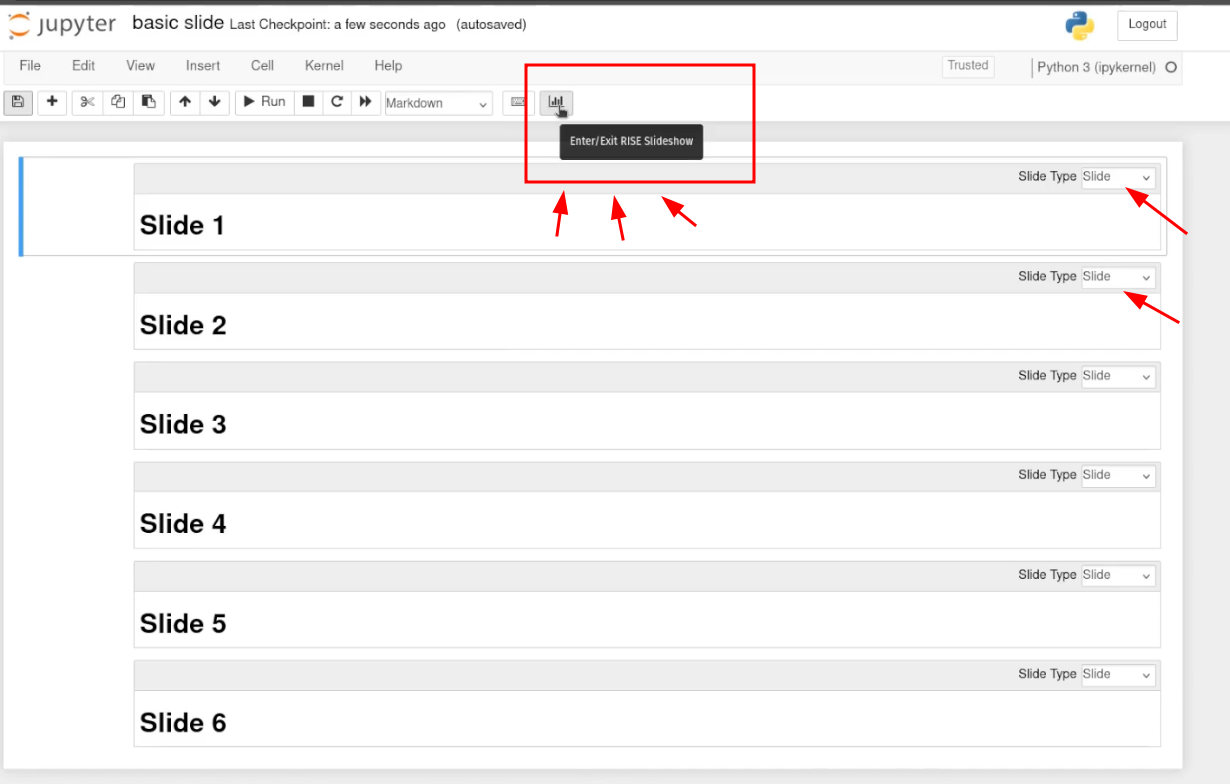 jupyter basic slide Last Checkpoint: a few seconds ago (autosaved) Logout
File Edit View Insert Cell Kernel Help Trusted Python 3 (ipykernel)
Run Markdown
Enter/Exit RISE Slideshow
Slide Type Slide
Slide 1
Slide Type Slide
Slide 2
Slide Type Slide
Slide 3
Slide Type Slide
Slide 4
Slide Type Slide
Slide 5
Slide Type Slide
Slide 6